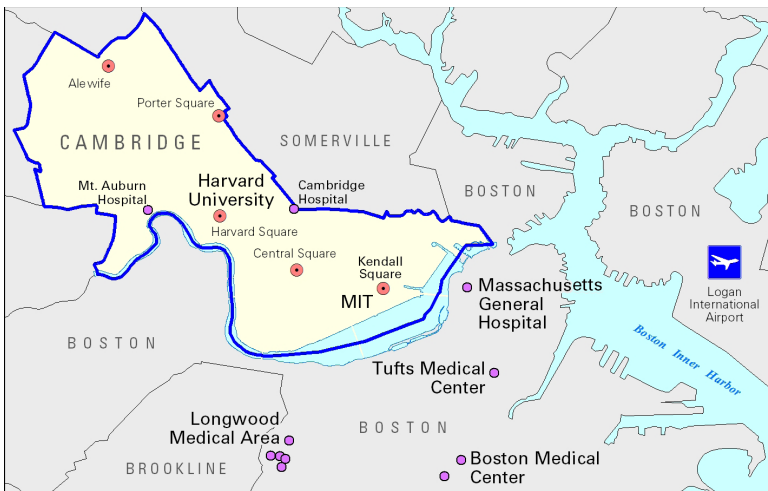 Alewife
Porter Square
CAMBRIDGE
SOMERVILLE
Mt. Auburn
Hospital
Harvard
University
Cambridge
Hospital
BOSTON
BOSTON
Harvard Square
Central Square
Kendall
Square
MIT
Massachusetts
General
Hospital
Logan
International
Airport
BOSTON
Boston Inner Harbor
Tufts Medical
Center
Longwood
Medical Area
BOSTON
BROOKLINE
Boston Medical
Center